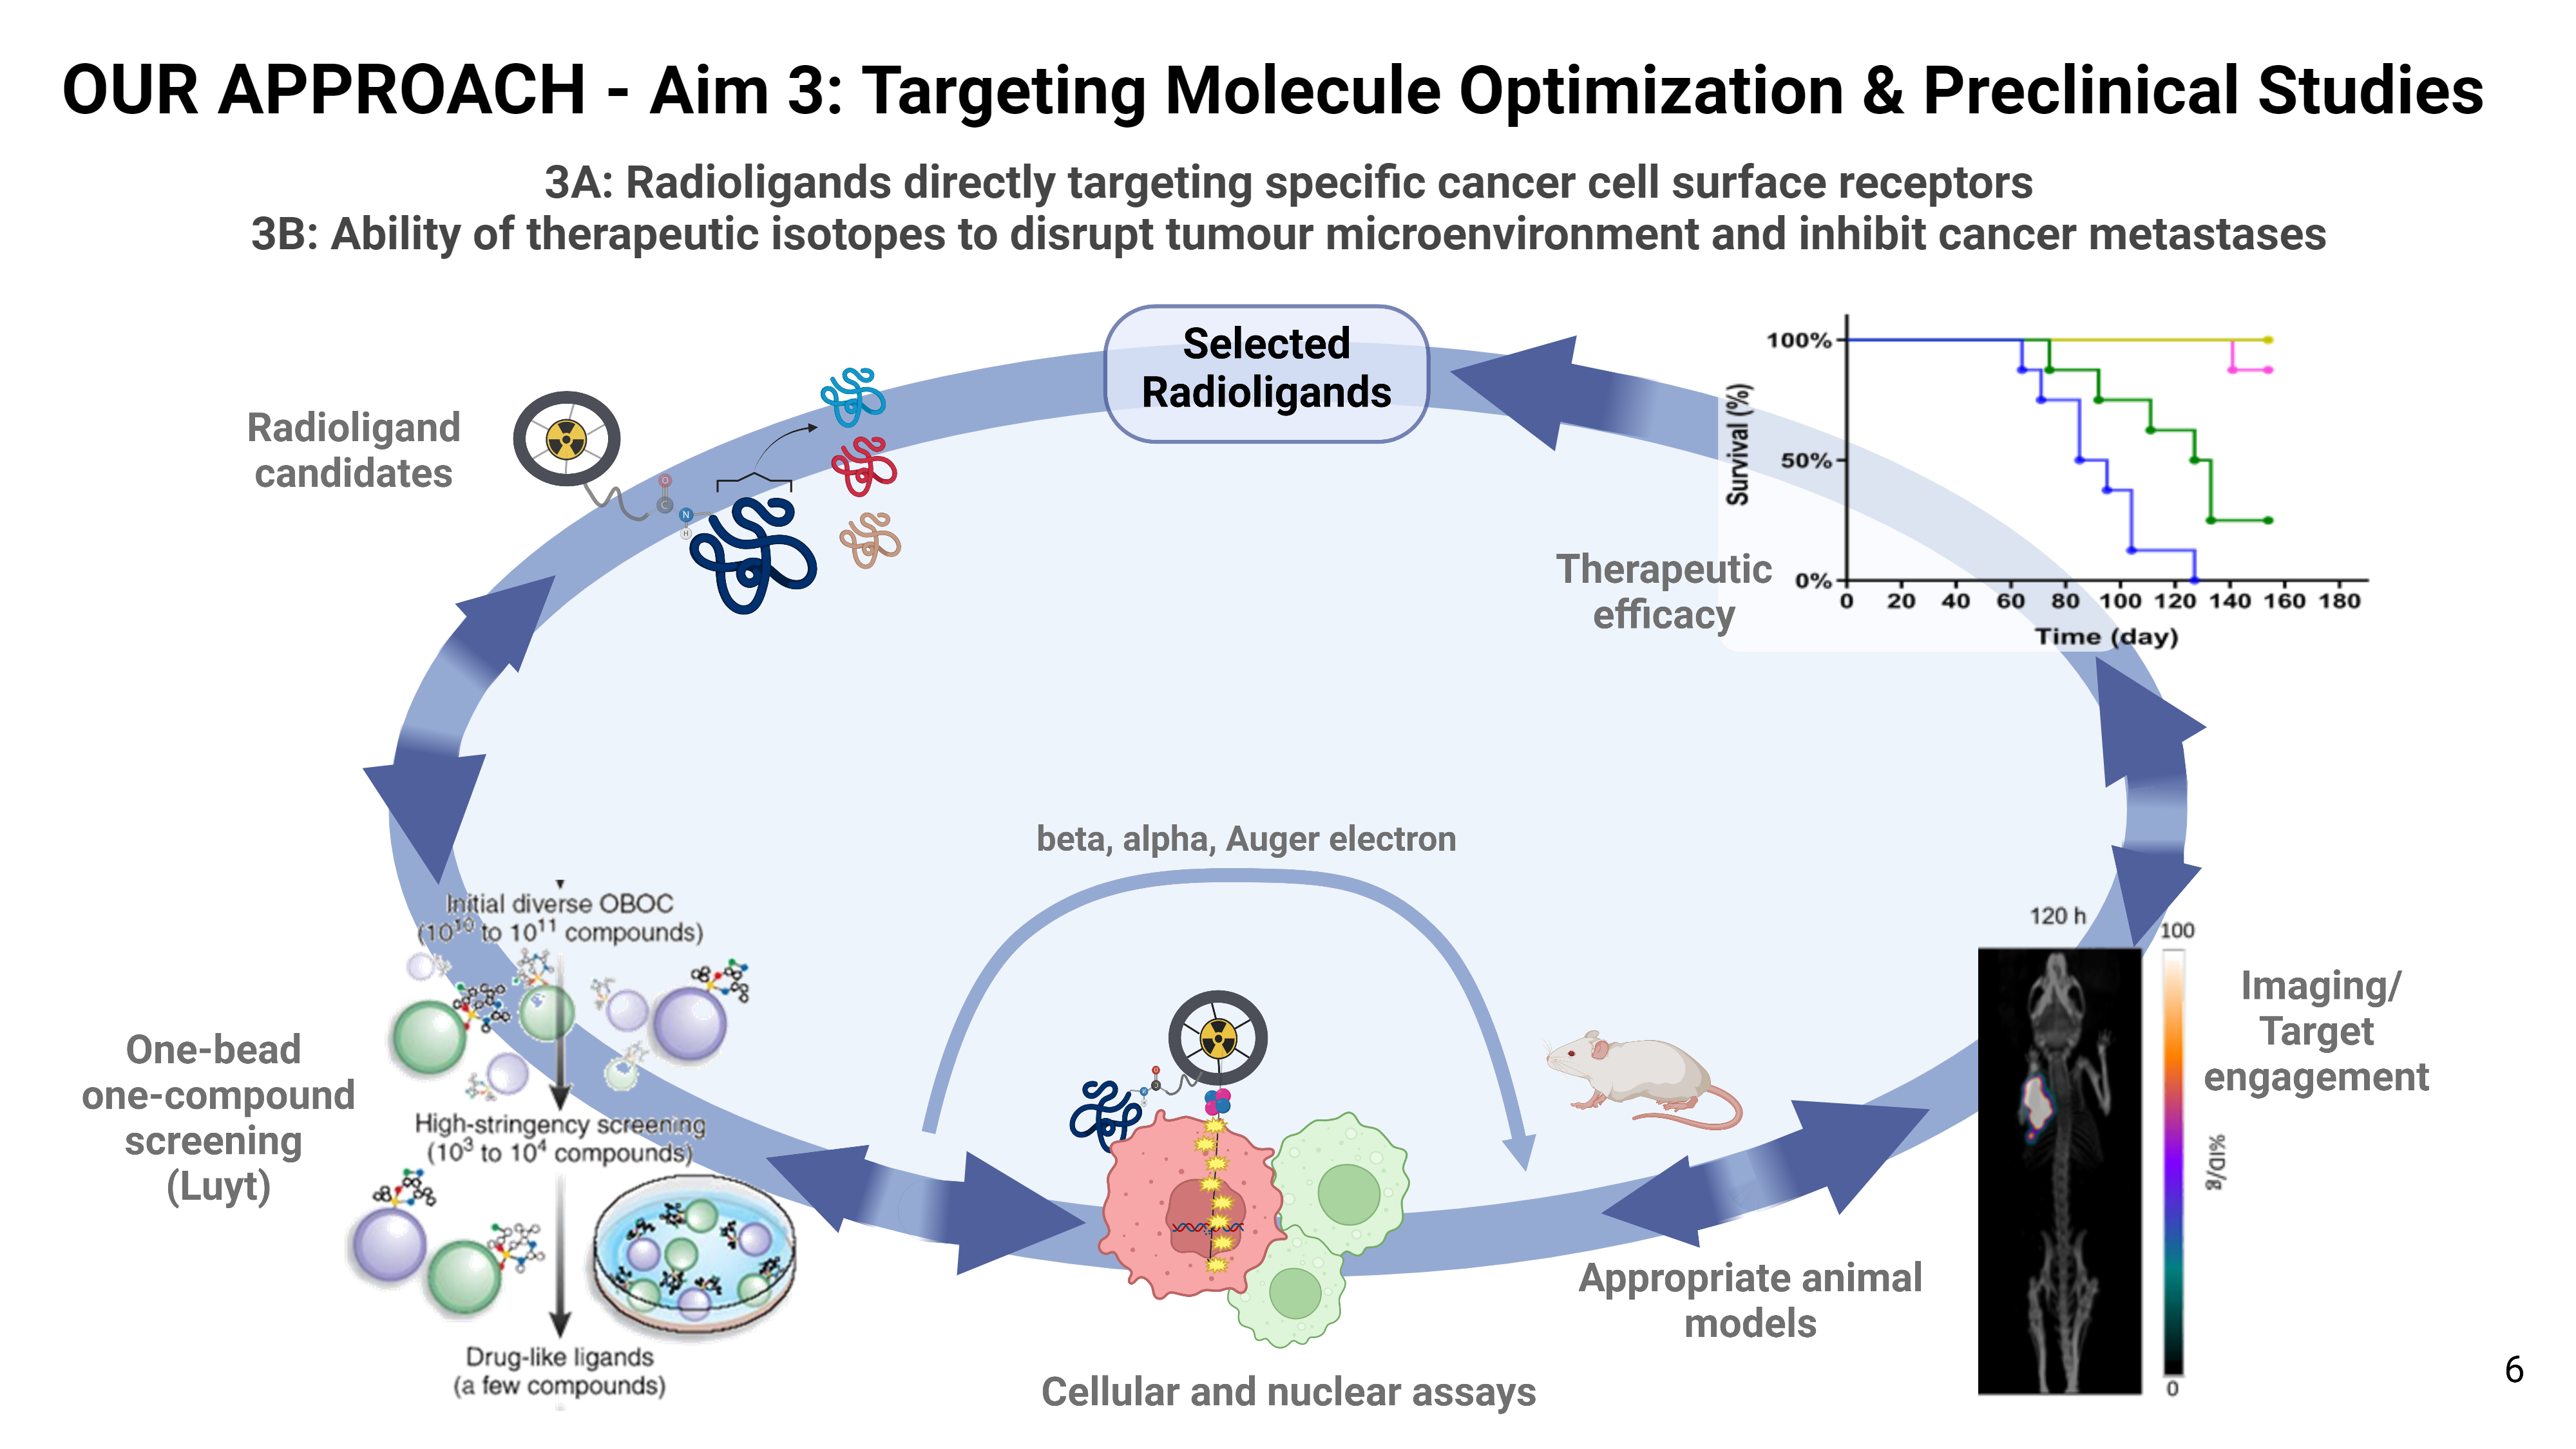 OUR APPROACH - Aim 3: Targeting Molecule Optimization & Preclinical Studies
3A: Radioligands directly targeting specific cancer cell surface receptors
3B: Ability of therapeutic isotopes to disrupt tumour microenvironment and inhibit cancer metastases
Selected
Radioligands
Radioligand
candidates
O
C
N
H
Survival (%)
100%
50%
0%
0 20 40 60 80 100 120 140 160 180
Time (day)
Therapeutic
efficacy
beta, alpha, Auger electron
Initial diverse OBOC
(10¹⁰ to 10¹¹ compounds)
High-stringency screening
(10³ to 10⁴ compounds)
Drug-like ligands
(a few compounds)
One-bead
one-compound
screening
(Luyt)
Cellular and nuclear assays
Appropriate animal
models
120 h
100
%ID/g
0
Imaging/
Target
engagement
6